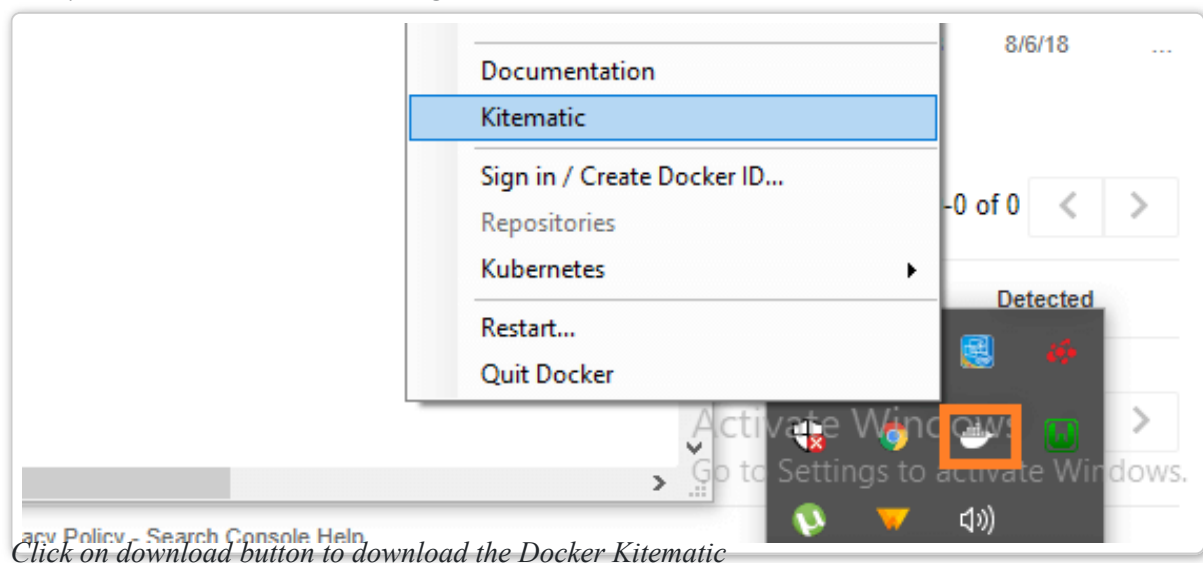 8/6/18 ...
Documentation
Kitematic
Sign in / Create Docker ID...
Repositories
-0 of 0
Kubernetes
Detected
Restart...
Quit Docker
Activate Windows
Go to Settings to activate Windows.
acy Policy - Search Console Help
Click on download button to download the Docker Kitematic